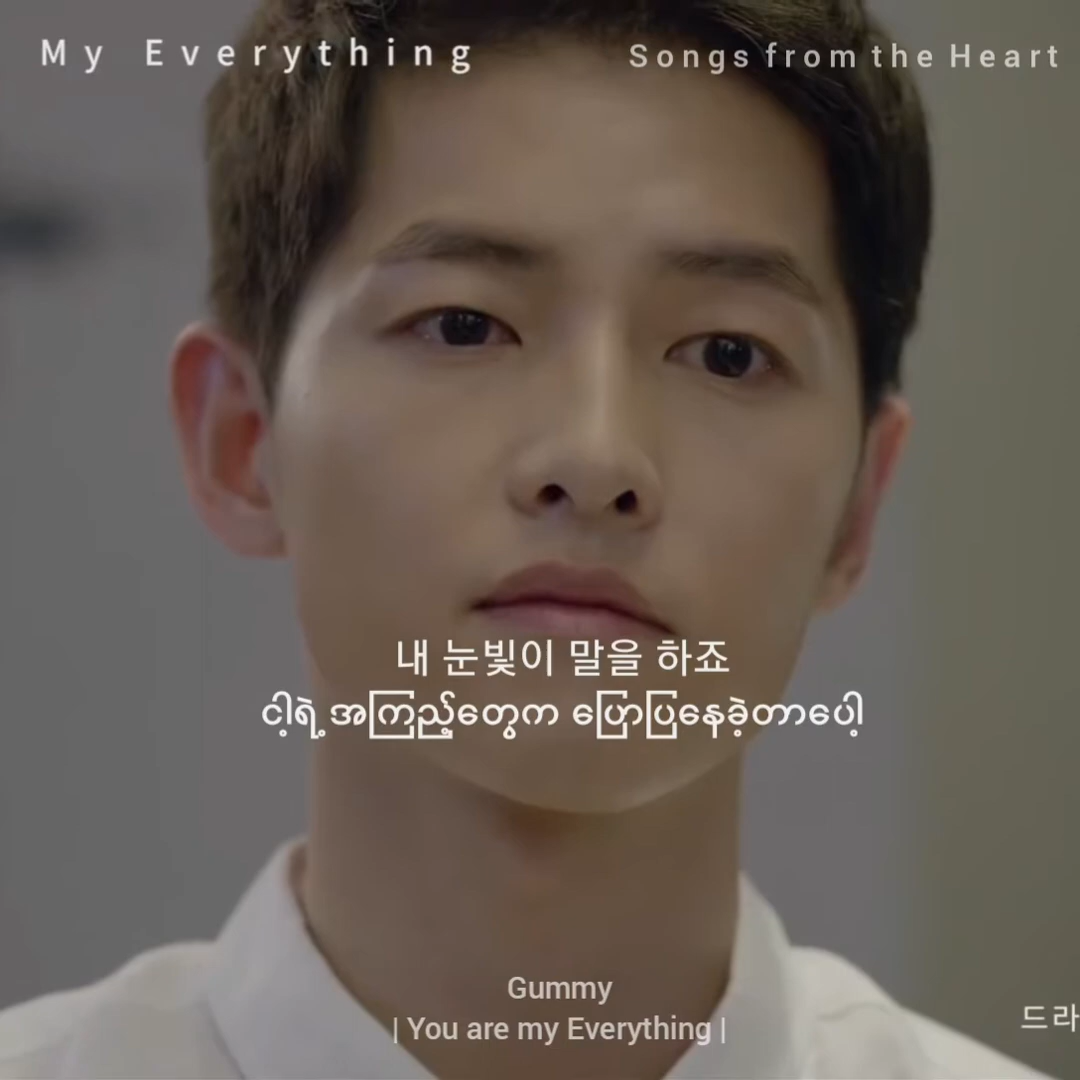 My Everything
Songs from the Heart
내 눈빛이 말을 하죠
ငါ့ရဲ့အကြည့်တွေက ပြောပြနေခဲ့တာပေါ့
Gummy
| You are my Everything |
드라